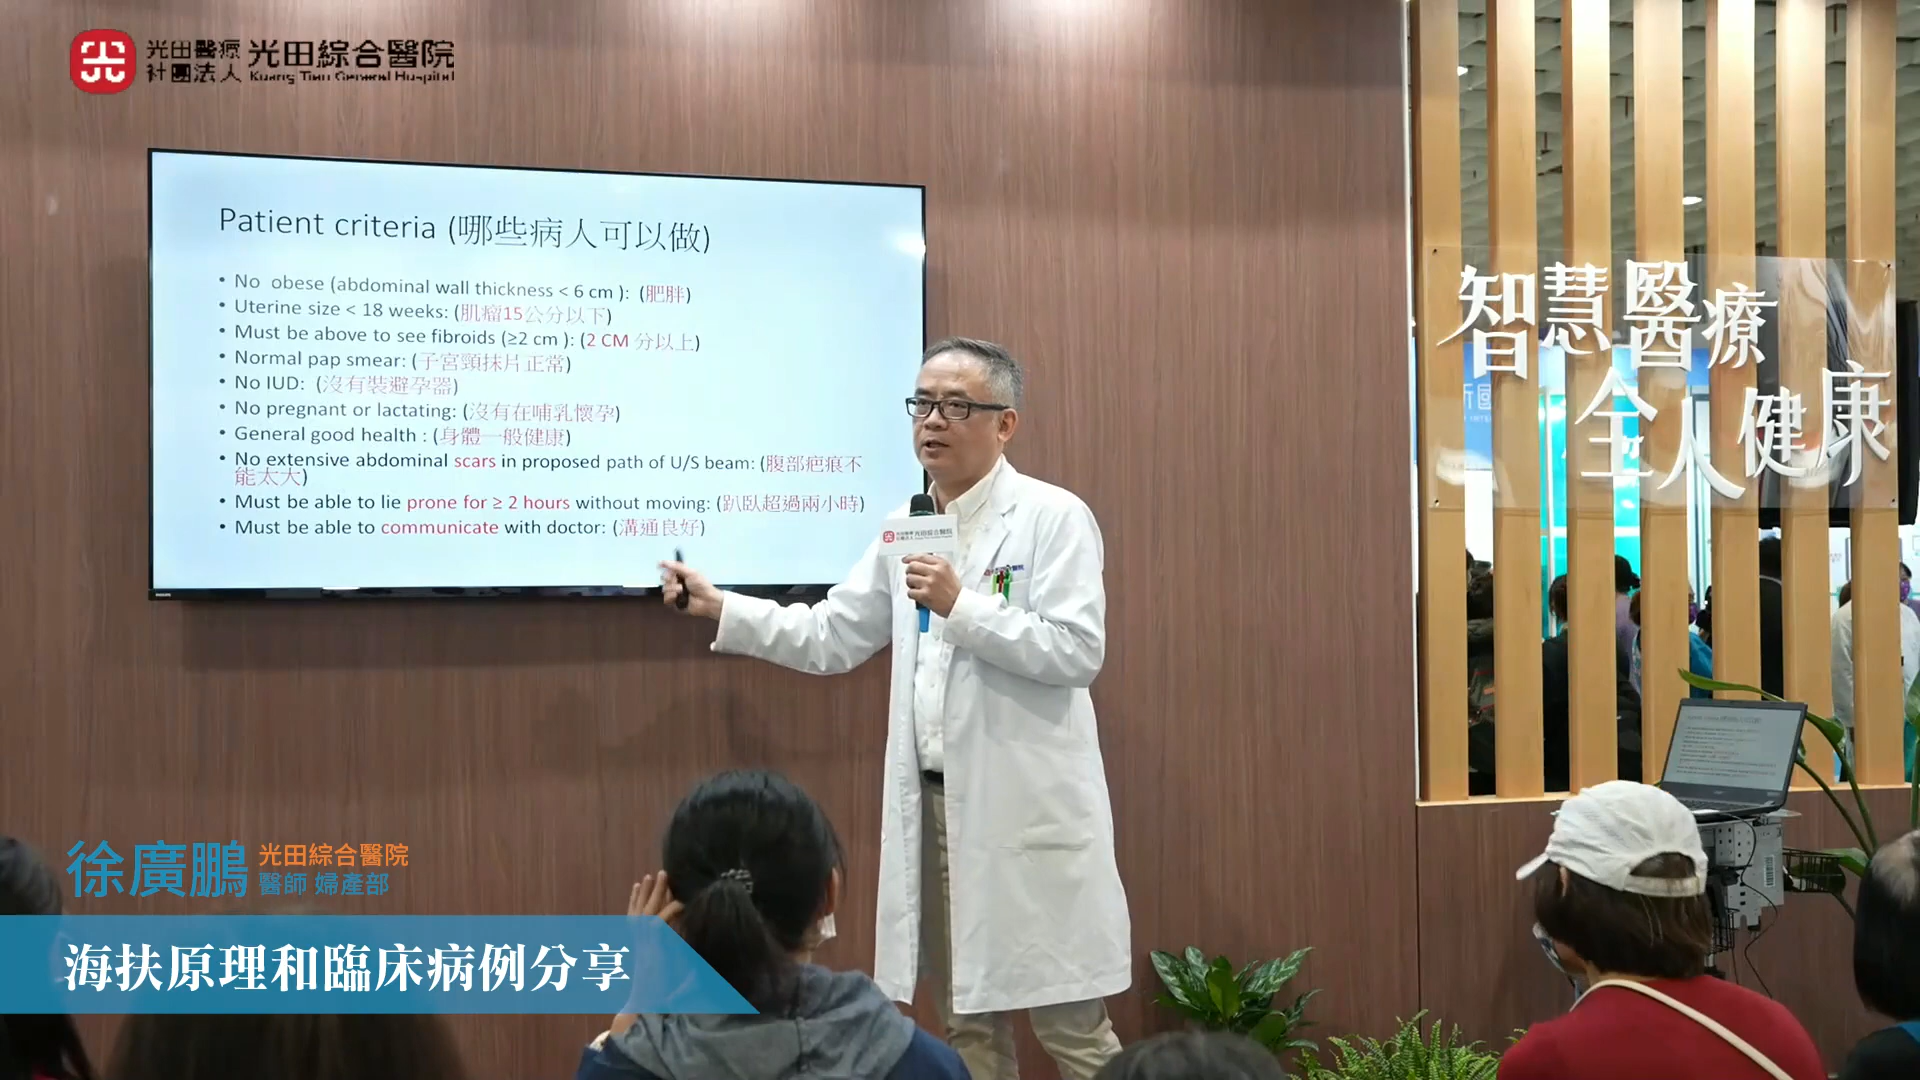 光田醫療
社團法人
光田綜合醫院
Kuang Tien General Hospital
Patient criteria (哪些病人可以做)
• No obese (abdominal wall thickness < 6 cm ): (肥胖)
• Uterine size < 18 weeks: (肌瘤15公分以下)
• Must be above to see fibroids (≥2 cm ): (2 CM 分以上)
• Normal pap smear: (子宮頸抹片正常)
• No IUD: (沒有裝避孕器)
• No pregnant or lactating: (沒有在哺乳懷孕)
• General good health : (身體一般健康)
• No extensive abdominal scars in proposed path of U/S beam: (腹部疤痕不
能太大)
• Must be able to lie prone for ≥ 2 hours without moving: (趴臥超過兩小時)
• Must be able to communicate with doctor: (溝通良好)
PHILIPS
光田綜合醫院
智慧醫療
全人健康
徐廣鵬
光田綜合醫院
醫師 婦產部
海扶原理和臨床病例分享